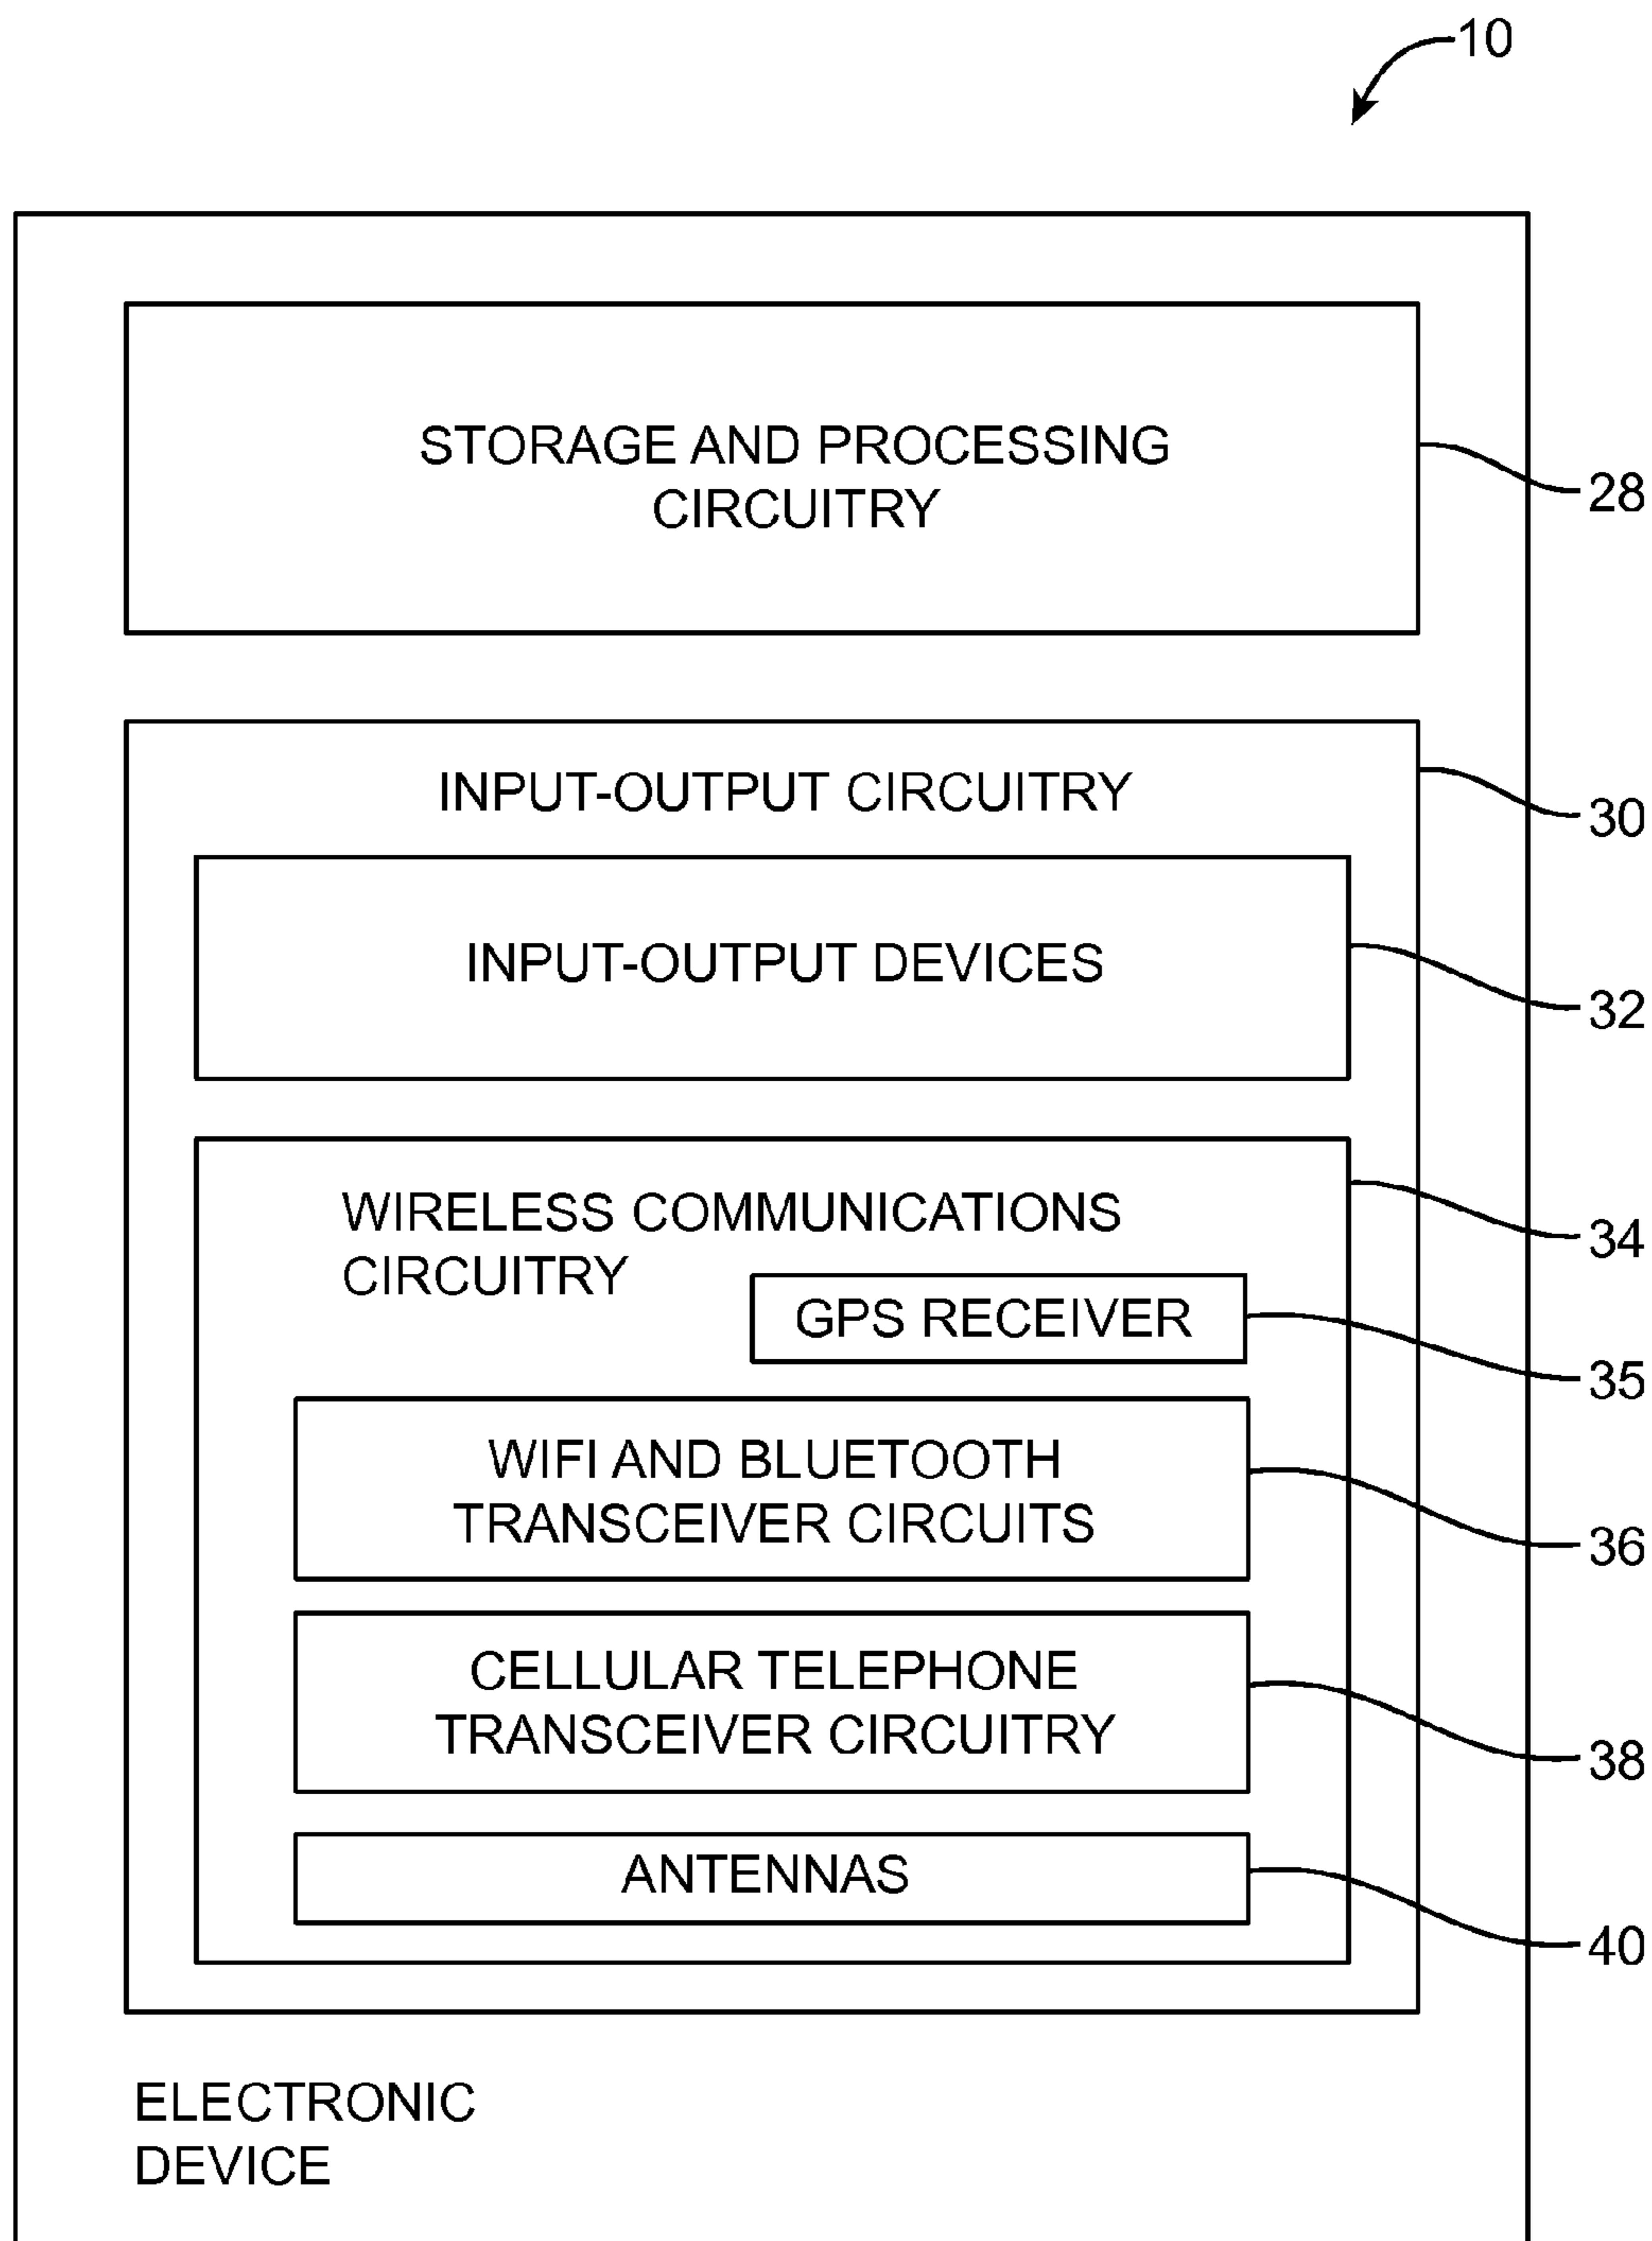 10
STORAGE AND PROCESSING
CIRCUITRY
28
INPUT-OUTPUT CIRCUITRY
30
INPUT-OUTPUT DEVICES
32
WIRELESS COMMUNICATIONS
CIRCUITRY
34
GPS RECEIVER
35
WIFI AND BLUETOOTH
TRANSCEIVER CIRCUITS
36
CELLULAR TELEPHONE
TRANSCEIVER CIRCUITRY
38
ANTENNAS
40
ELECTRONIC
DEVICE